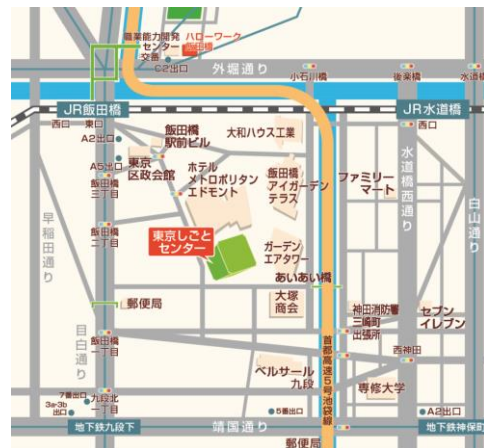 職業能力開発
センター
ハローワーク
飯田橋
交番
C2出口
外堀通り
小石川橋
後楽橋
水道橋
JR飯田橋
JR水道橋
西口
東口
A2出口
飯田橋
駅前ビル
大和ハウス工業
西口
A5出口
東京
区政会館
ホテル
メトロポリタン
エドモント
飯田橋
アイガーデン
テラス
ファミリー
マート
水道橋西通り
白山通り
飯田橋
三丁目
早稲田通り
飯田橋
二丁目
東京しごと
センター
ガーデン
エアタワー
あいあい橋
大塚
商会
郵便局
神田消防署
三崎町
出張所
セブン
イレブン
目白通り
飯田橋
一丁目
首都高速5号池袋線
西神田
ベルサール
九段
専修大学
7番出口
3a・3b
出口
九段北
一丁目
5番出口
A2出口
地下鉄九段下
靖国通り
地下鉄神保町
郵便局